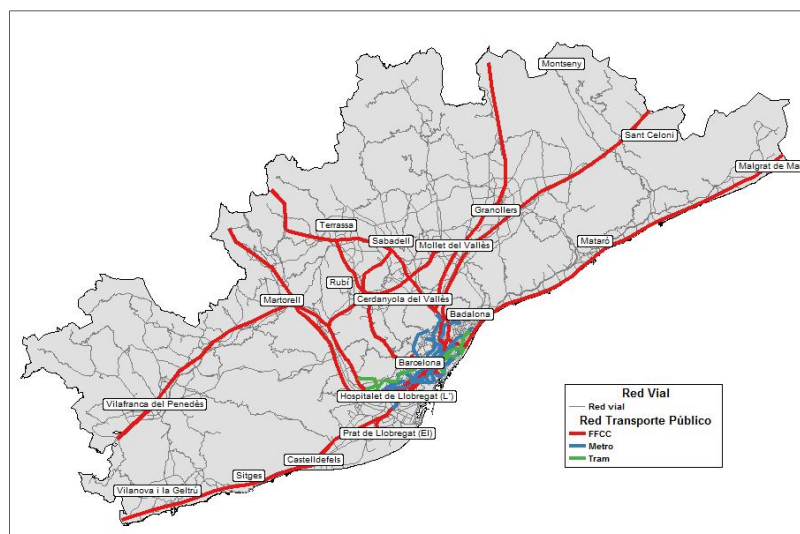 Montseny
Sant Celoni
Malgrat de Ma
Granollers
Terrassa
Sabadell
Mollet del Vallès
Mataró
Rubí
Cerdanyola del Vallès
Martorell
Badalona
Barcelona
Hospitalet de Llobregat (L')
Vilafranca del Penedès
Prat de Llobregat (El)
Castelldefels
Sitges
Vilanova i la Geltrú
Red Vial
Red vial
Red Transporte Público
FFCC
Metro
Tram